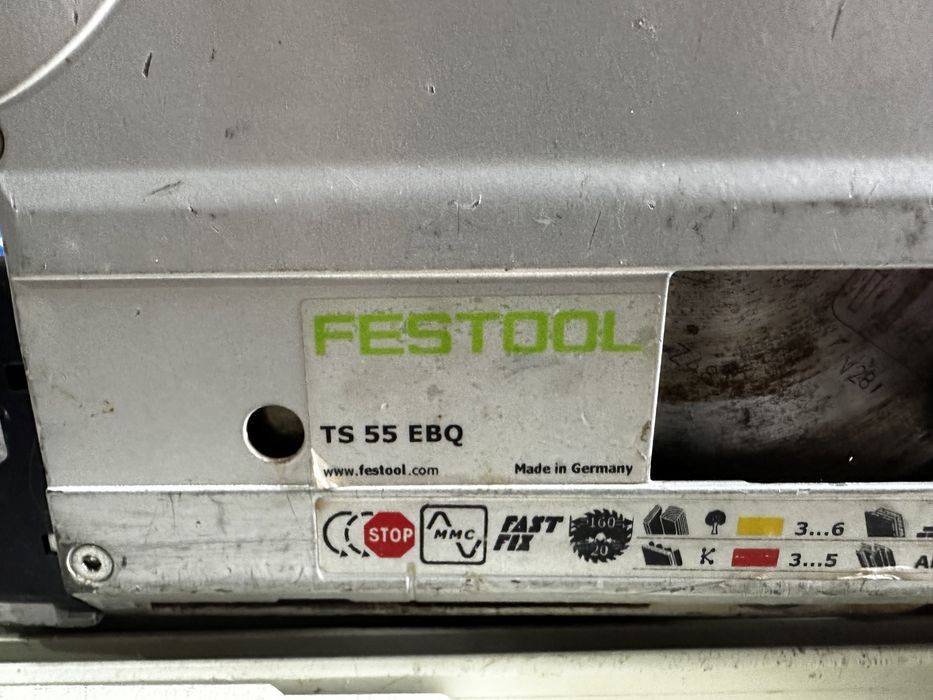 FESTOOL
TS 55 EBQ
www.festool.com
Made in Germany
STOP
MMC
FAST
FIX
160
20
3...6
K
3...5